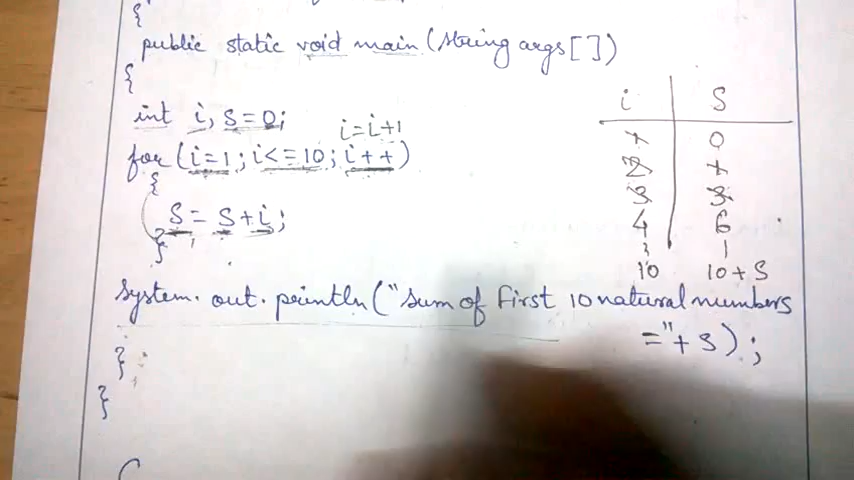 {
public static void main(String args[])
{
int i, S=0;
i=i+1
for (i=1; i<=10; i++)
{
S = S+i;
}
System.out.println("Sum of first 10 natural numbers
="+S);
}
}
i S
1 0
2 1
3 3
4 6
10 10+S